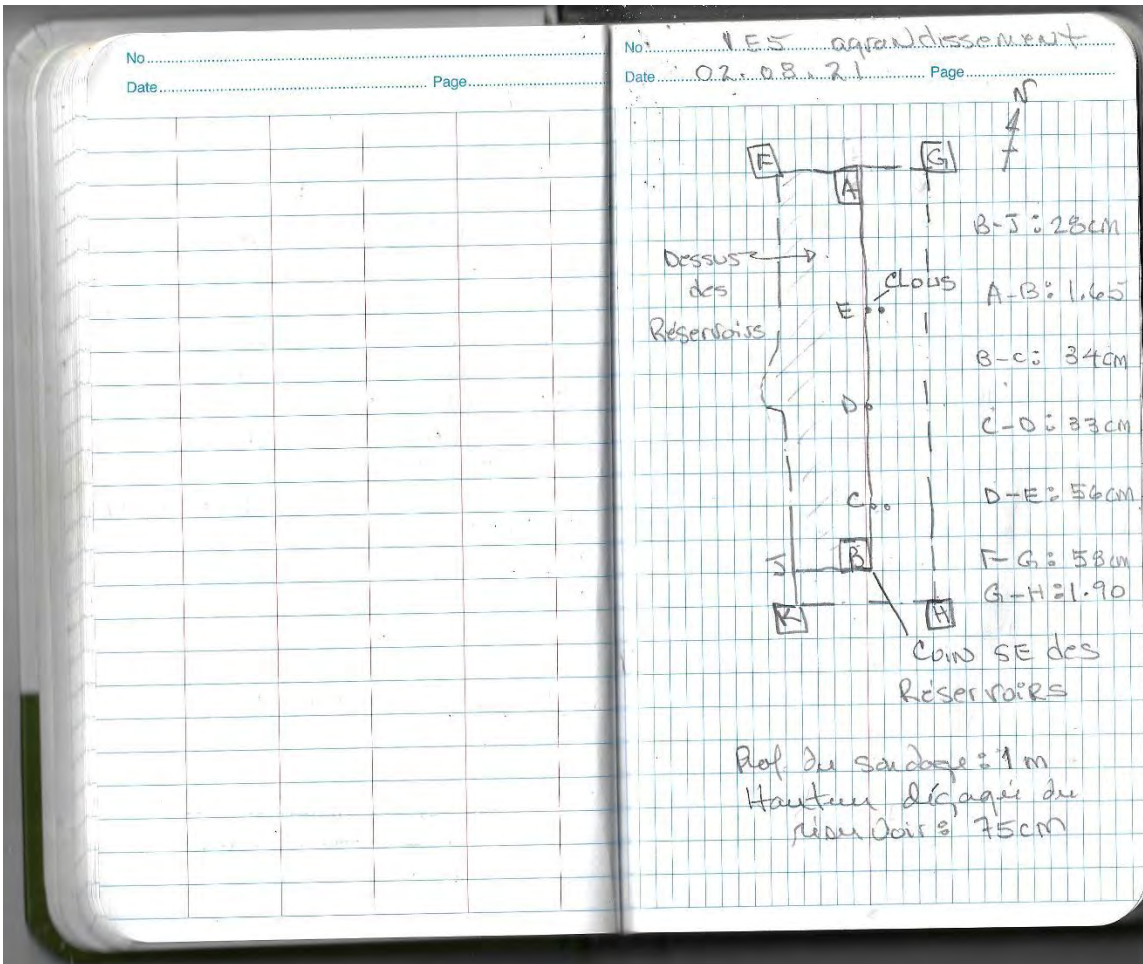 No.
Date Page
No. 1E5 agrandissement
Date 02.08.21 Page
N
F
G
A
B-J: 28cm
Dessus
des
Réservoirs
Clous
E
A-B: 1.65
B-C: 34cm
D
C-D: 33cm
C
D-E: 56cm
J
B
F-G: 58cm
G-H: 1.90
K
H
Coin SE des
Réservoirs
Prof. du sondage: 1m
Hauteur dégagée du
réservoir: 75cm